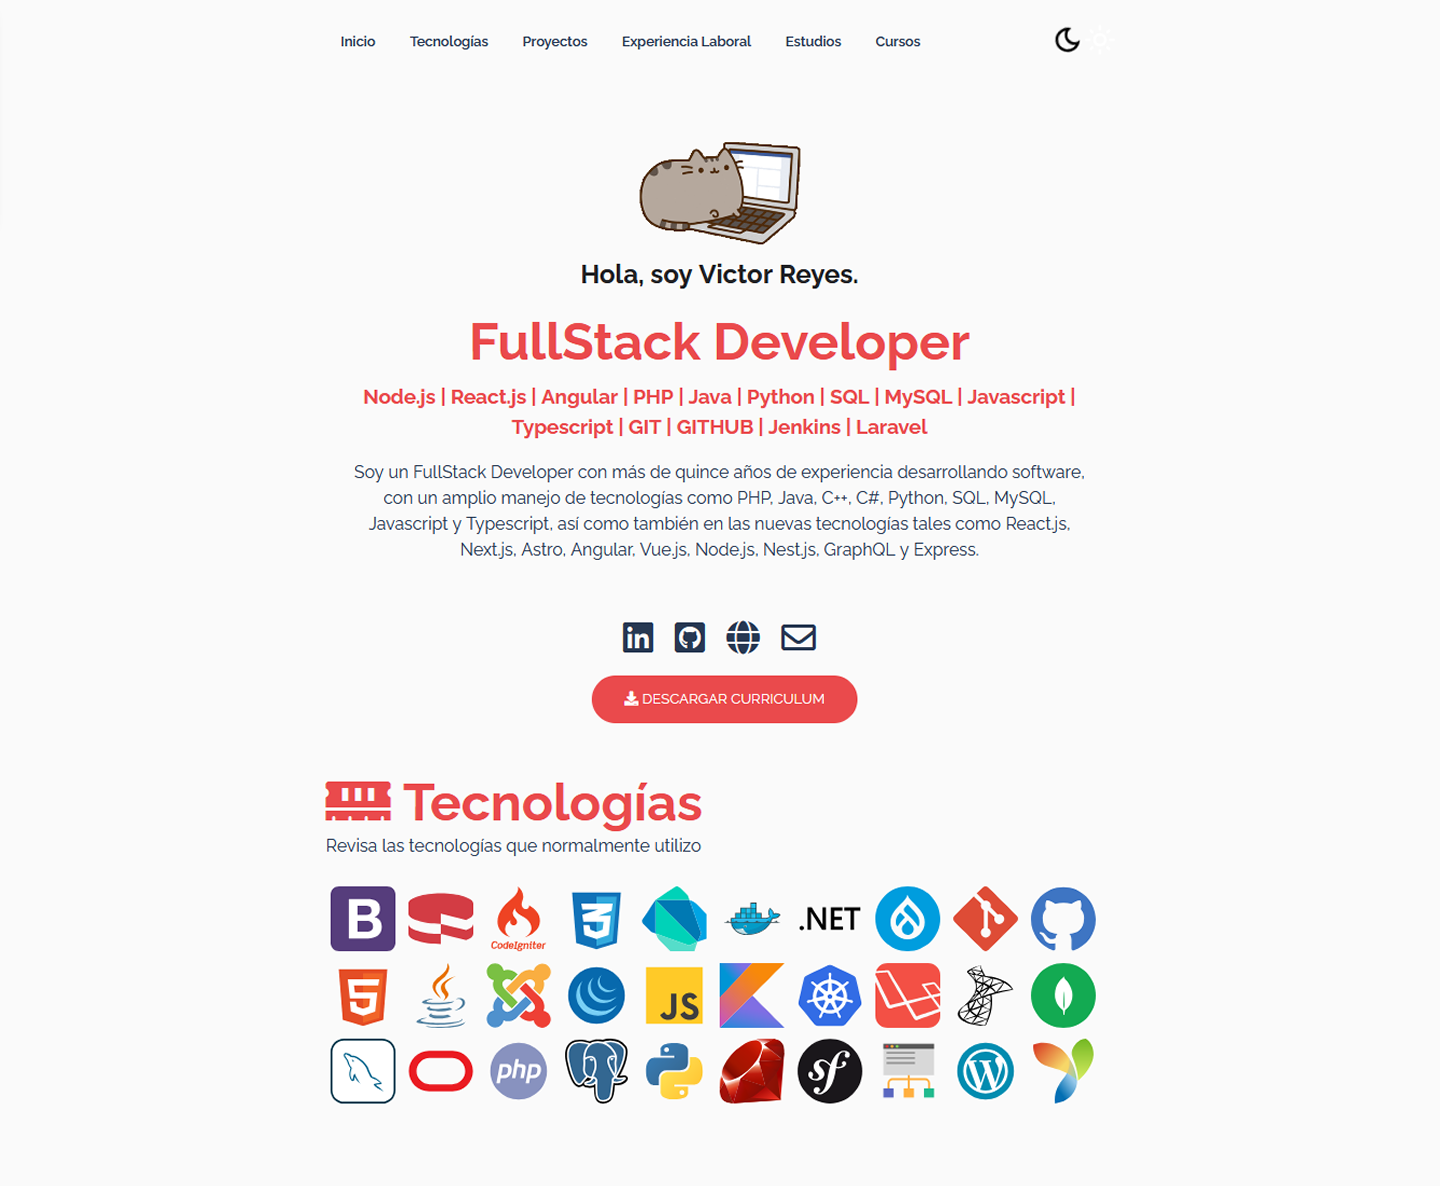 Inicio Tecnologías Proyectos Experiencia Laboral Estudios Cursos
Hola, soy Victor Reyes.
FullStack Developer
Node.js | React.js | Angular | PHP | Java | Python | SQL | MySQL | Javascript |
Typescript | GIT | GITHUB | Jenkins | Laravel
Soy un FullStack Developer con más de quince años de experiencia desarrollando software,
con un amplio manejo de tecnologías como PHP, Java, C++, C#, Python, SQL, MySQL,
Javascript y Typescript, así como también en las nuevas tecnologías tales como React.js,
Next.js, Astro, Angular, Vue.js, Node.js, Nest.js, GraphQL y Express.
in
DESCARGAR CURRICULUM
Tecnologías
Revisa las tecnologías que normalmente utilizo
B CodeIgniter 3 .NET
5 JS
php sf W